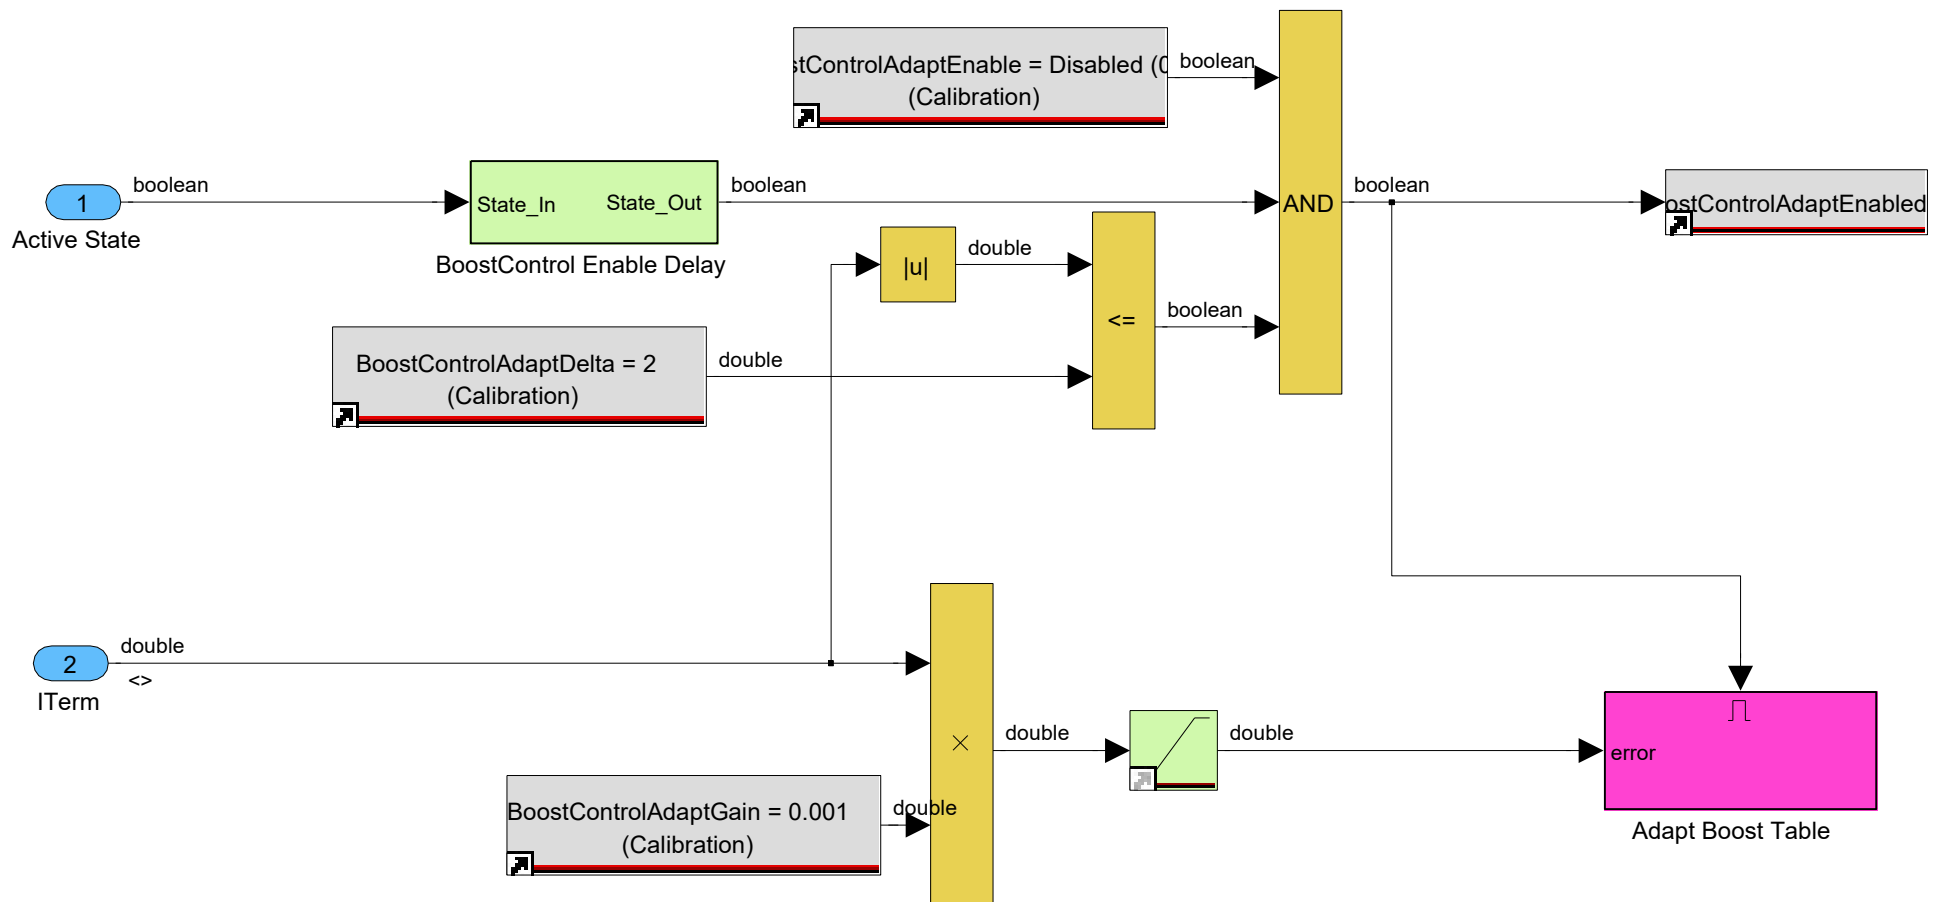 stControlAdaptEnable = Disabled (0
(Calibration)
boolean
1
boolean
Active State
State_In State_Out
boolean
BoostControl Enable Delay
AND
boolean
ostControlAdaptEnabled
|u|
double
<=
boolean
BoostControlAdaptDelta = 2
(Calibration)
double
2
double
<>
ITerm
×
double
double
error
Adapt Boost Table
BoostControlAdaptGain = 0.001
(Calibration)
double